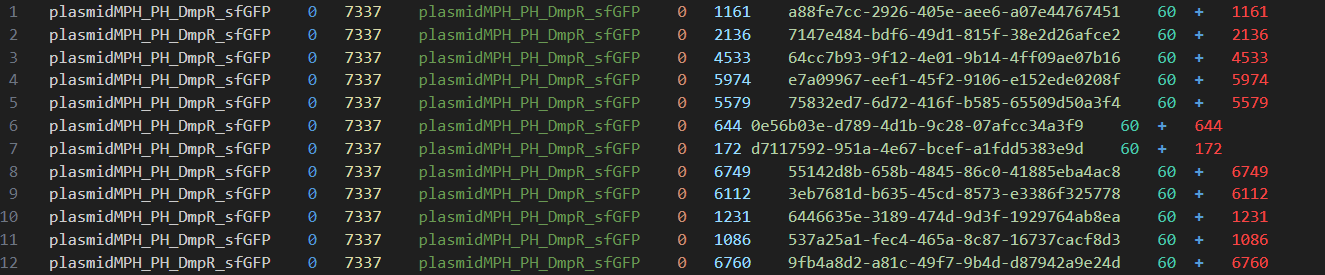 1 plasmidMPH_PH_DmpR_sfGFP 0 7337 plasmidMPH_PH_DmpR_sfGFP 0 1161 a88fe7cc-2926-405e-aee6-a07e44767451 60 + 1161
2 plasmidMPH_PH_DmpR_sfGFP 0 7337 plasmidMPH_PH_DmpR_sfGFP 0 2136 7147e484-bdf6-49d1-815f-38e2d26afce2 60 + 2136
3 plasmidMPH_PH_DmpR_sfGFP 0 7337 plasmidMPH_PH_DmpR_sfGFP 0 4533 64cc7b93-9f12-4e01-9b14-4ff09ae07b16 60 + 4533
4 plasmidMPH_PH_DmpR_sfGFP 0 7337 plasmidMPH_PH_DmpR_sfGFP 0 5974 e7a09967-eef1-45f2-9106-e152ede0208f 60 + 5974
5 plasmidMPH_PH_DmpR_sfGFP 0 7337 plasmidMPH_PH_DmpR_sfGFP 0 5579 75832ed7-6d72-416f-b585-65509d50a3f4 60 + 5579
6 plasmidMPH_PH_DmpR_sfGFP 0 7337 plasmidMPH_PH_DmpR_sfGFP 0 644 0e56b03e-d789-4d1b-9c28-07afcc34a3f9 60 + 644
7 plasmidMPH_PH_DmpR_sfGFP 0 7337 plasmidMPH_PH_DmpR_sfGFP 0 172 d7117592-951a-4e67-bcef-a1fdd5383e9d 60 + 172
8 plasmidMPH_PH_DmpR_sfGFP 0 7337 plasmidMPH_PH_DmpR_sfGFP 0 6749 55142d8b-658b-4845-86c0-41885eba4ac8 60 + 6749
9 plasmidMPH_PH_DmpR_sfGFP 0 7337 plasmidMPH_PH_DmpR_sfGFP 0 6112 3eb7681d-b635-45cd-8573-e3386f325778 60 + 6112
10 plasmidMPH_PH_DmpR_sfGFP 0 7337 plasmidMPH_PH_DmpR_sfGFP 0 1231 6446635e-3189-474d-9d3f-1929764ab8ea 60 + 1231
11 plasmidMPH_PH_DmpR_sfGFP 0 7337 plasmidMPH_PH_DmpR_sfGFP 0 1086 537a25a1-fec4-465a-8c87-16737cacf8d3 60 + 1086
12 plasmidMPH_PH_DmpR_sfGFP 0 7337 plasmidMPH_PH_DmpR_sfGFP 0 6760 9fb4a8d2-a81c-49f7-9b4d-d87942a9e24d 60 + 6760